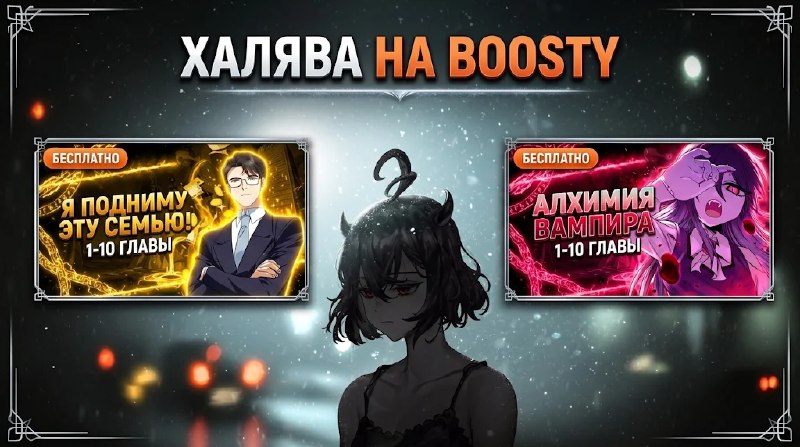 ХАЛЯВА НА BOOSTY
БЕСПЛАТНО
Я ПОДНИМУ
ЭТУ СЕМЬЮ!
1-10 ГЛАВЫ
БЕСПЛАТНО
АЛХИМИЯ
ВАМПИРА
1-10 ГЛАВЫ